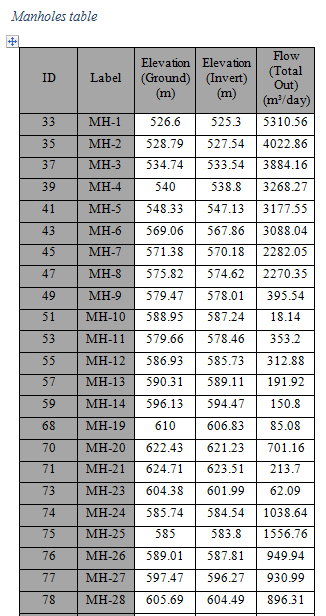 Manholes table
ID Label Elevation (Ground) (m) Elevation (Invert) (m) Flow (Total Out) (m³/day)
33 MH-1 526.6 525.3 5310.56
35 MH-2 528.79 527.54 4022.86
37 MH-3 534.74 533.54 3884.16
39 MH-4 540 538.8 3268.27
41 MH-5 548.33 547.13 3177.55
43 MH-6 569.06 567.86 3088.04
45 MH-7 571.38 570.18 2282.05
47 MH-8 575.82 574.62 2270.35
49 MH-9 579.47 578.01 395.54
51 MH-10 588.95 587.24 18.14
53 MH-11 579.66 578.46 353.2
55 MH-12 586.93 585.73 312.88
57 MH-13 590.31 589.11 191.92
59 MH-14 596.13 594.47 150.8
68 MH-19 610 606.83 85.08
70 MH-20 622.43 621.23 701.16
71 MH-21 624.71 623.51 213.7
73 MH-23 604.38 601.99 62.09
74 MH-24 585.74 584.54 1038.64
75 MH-25 585 583.8 1556.76
76 MH-26 589.01 587.81 949.94
77 MH-27 597.47 596.27 930.99
78 MH-28 605.69 604.49 896.31